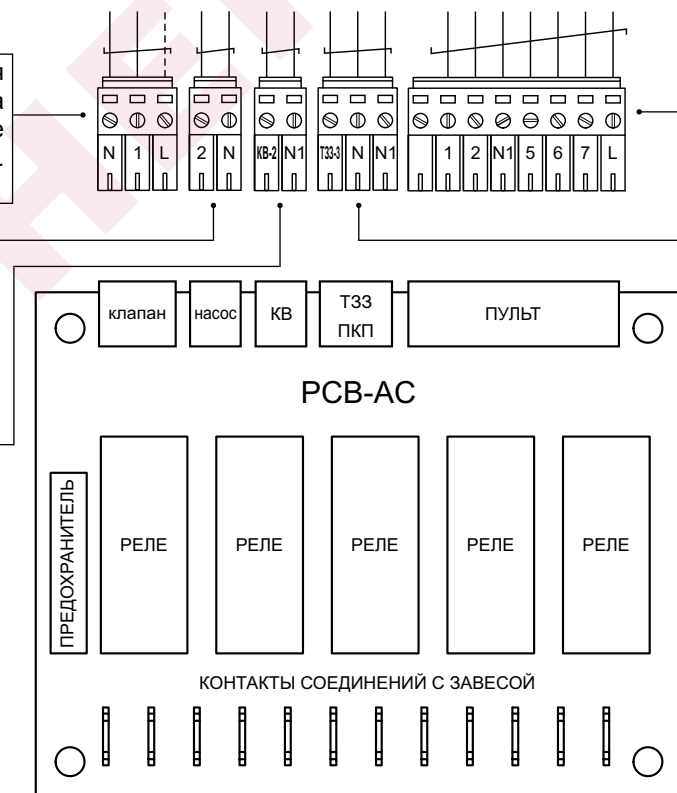 я
а
е
N 1 L
2 N
КВ-2 N1
ТЗЗ-3 N N1
1 2 N1 5 6 7 L
клапан
насос
КВ
ТЗЗ
ПКП
ПУЛЬТ
PCB-AC
ПРЕДОХРАНИТЕЛЬ
РЕЛЕ
РЕЛЕ
РЕЛЕ
РЕЛЕ
РЕЛЕ
КОНТАКТЫ СОЕДИНЕНИЙ С ЗАВЕСОЙ